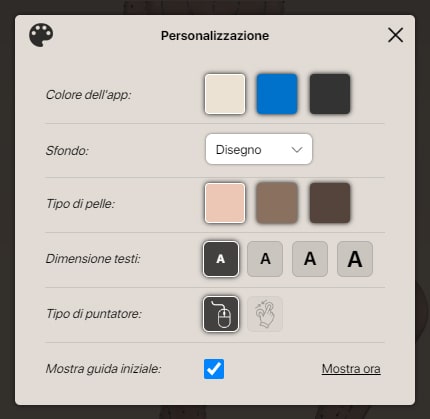 Personalizzazione
Colore dell'app:
Sfondo: Disegno
Tipo di pelle:
Dimensione testi: A A A A
Tipo di puntatore:
Mostra guida iniziale: Mostra ora